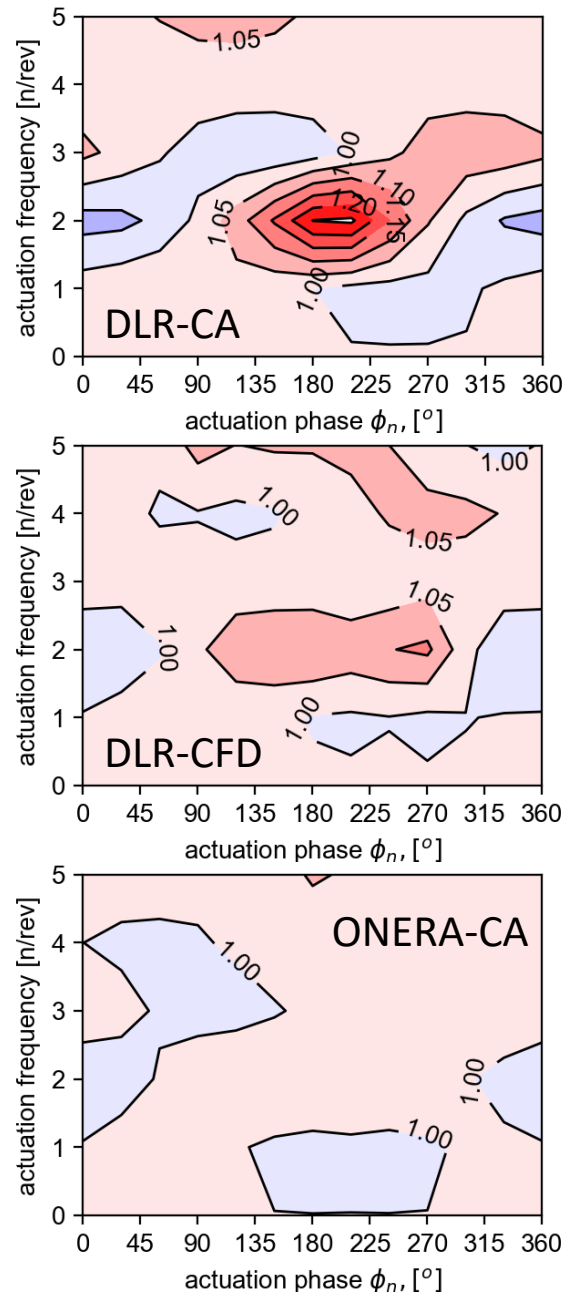 5
4
3
2
1
0
actuation frequency [n/rev]
1.05
1.00
1.10
1.20
1.15
1.05
1.00
DLR-CA
0 45 90 135 180 225 270 315 360
actuation phase ϕₙ, [°]
5
4
3
2
1
0
actuation frequency [n/rev]
1.00
1.00
1.05
1.05
1.00
1.00
DLR-CFD
0 45 90 135 180 225 270 315 360
actuation phase ϕₙ, [°]
5
4
3
2
1
0
actuation frequency [n/rev]
ONERA-CA
1.00
1.00
1.00
0 45 90 135 180 225 270 315 360
actuation phase ϕₙ, [°]